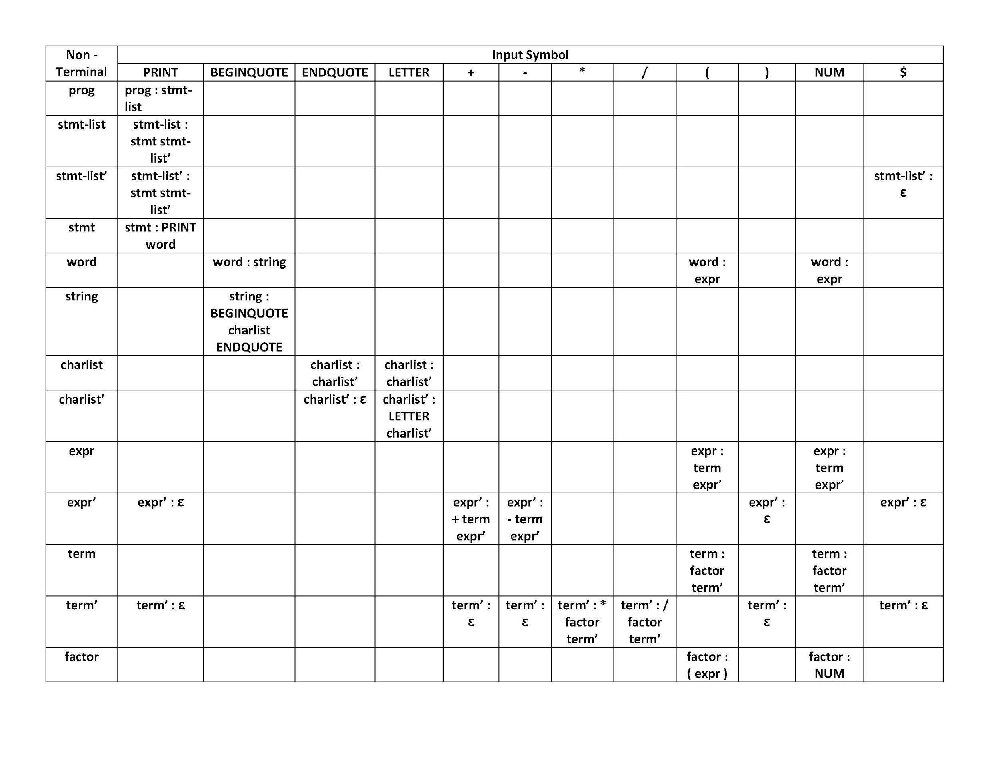 Non -
Terminal
Input Symbol
PRINT BEGINQUOTE ENDQUOTE LETTER + - * / ( ) NUM $
prog
prog : stmt-
list
stmt-list
stmt-list :
stmt stmt-
list’
stmt-list’
stmt-list’ :
stmt stmt-
list’
stmt-list’ :
ε
stmt
stmt : PRINT
word
word
word : string
word :
expr
word :
expr
string
string :
BEGINQUOTE
charlist
ENDQUOTE
charlist
charlist :
charlist’
charlist :
charlist’
charlist’
charlist’ : ε
charlist’ :
LETTER
charlist’
expr
expr :
term
expr’
expr :
term
expr’
expr’
expr’ : ε
expr’ :
+ term
expr’
expr’ :
- term
expr’
expr’ :
ε
expr’ : ε
term
term :
factor
term’
term :
factor
term’
term’
term’ : ε
term’ :
ε
term’ :
ε
term’ : *
factor
term’
term’ : /
factor
term’
term’ :
ε
term’ : ε
factor
factor :
( expr )
factor :
NUM